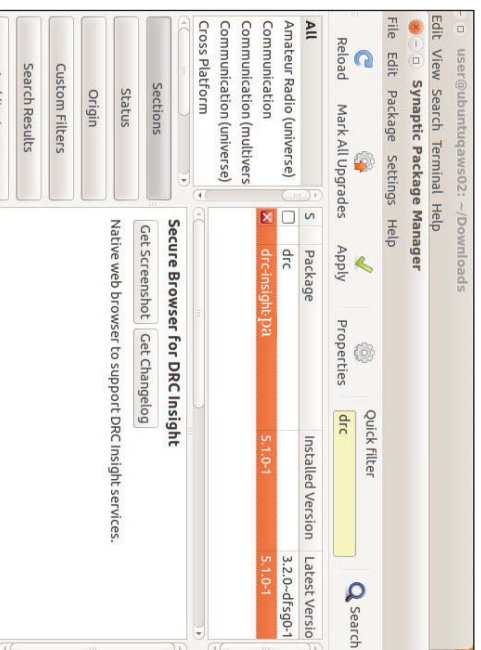 user@ubuntuqaws02: ~/Downloads
Edit View Search Terminal Help
Synaptic Package Manager
File Edit Package Settings Help
Reload Mark All Upgrades Apply Properties
Quick filter
drc
Search
All
Amateur Radio (universe)
Communication
Communication (multivers
Communication (universe)
Cross Platform
Sections
Status
Origin
Custom Filters
Search Results
S Package Installed Version Latest Versio
drc 3.2.0~dfsg0-1
drc-insight pa 5.1.0-1 5.1.0-1
Secure Browser for DRC Insight
Get Screenshot Get Changelog
Native web browser to support DRC Insight services.